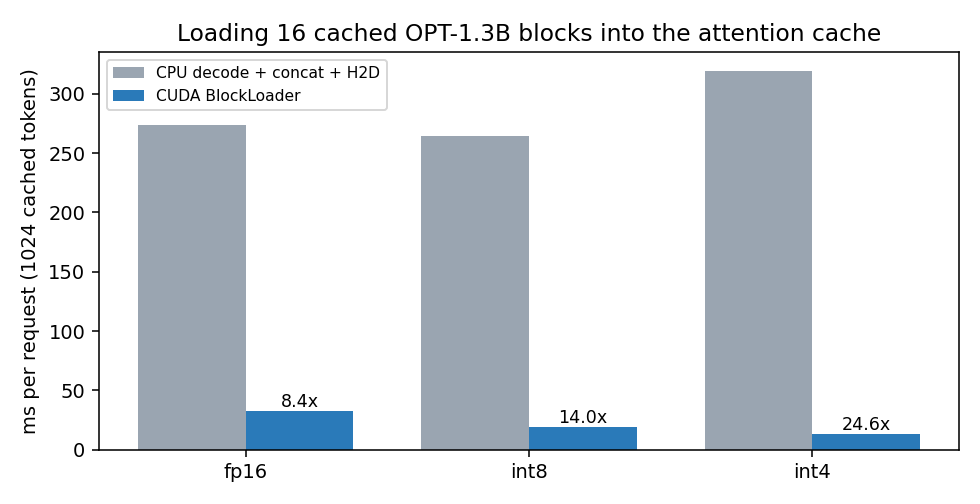 Loading 16 cached OPT-1.3B blocks into the attention cache
CPU decode + concat + H2D
CUDA BlockLoader
ms per request (1024 cached tokens)
300
250
200
150
100
50
0
8.4x
14.0x
24.6x
fp16
int8
int4